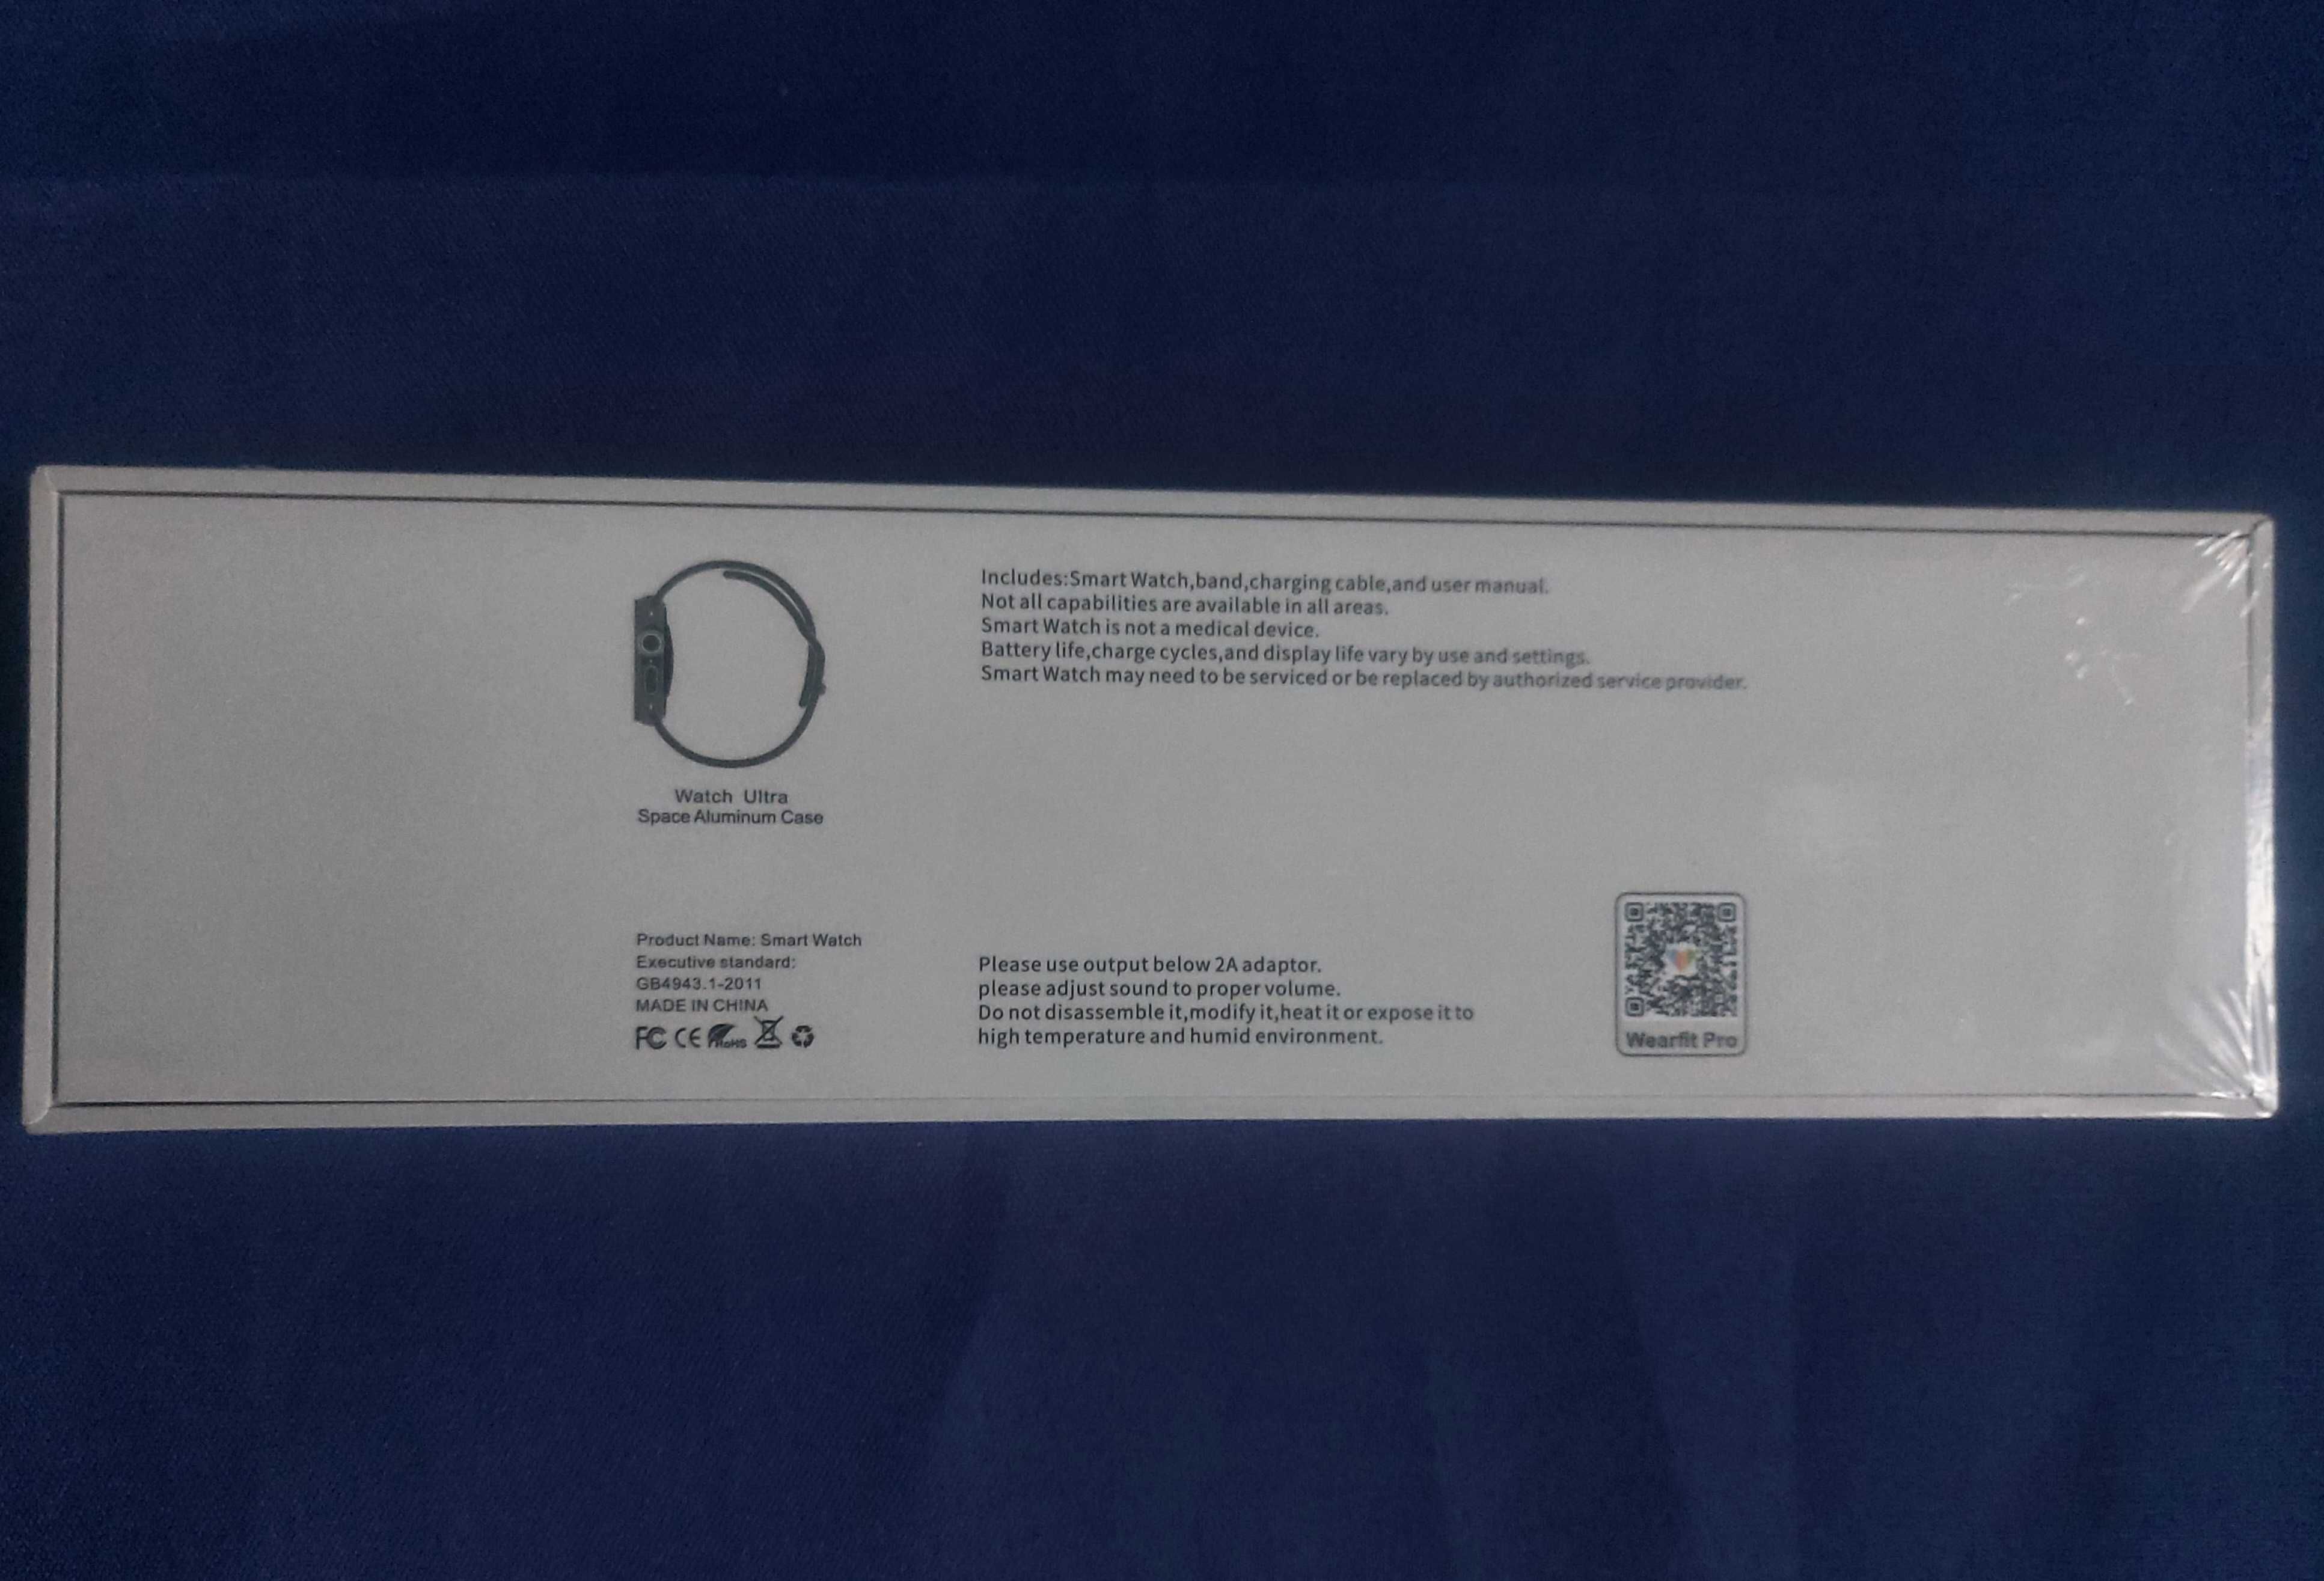 Includes:Smart Watch,band,charging cable,and user manual.
Not all capabilities are available in all areas.
Smart Watch is not a medical device.
Battery life,charge cycles,and display life vary by use and settings.
Smart Watch may need to be serviced or be replaced by authorized service provider.
Watch Ultra
Space Aluminum Case
Product Name: Smart Watch
Executive standard:
GB4943.1-2011
MADE IN CHINA
FC CE RoHS
Please use output below 2A adaptor.
please adjust sound to proper volume.
Do not disassemble it,modify it,heat it or expose it to
high temperature and humid environment.
Wearfit Pro